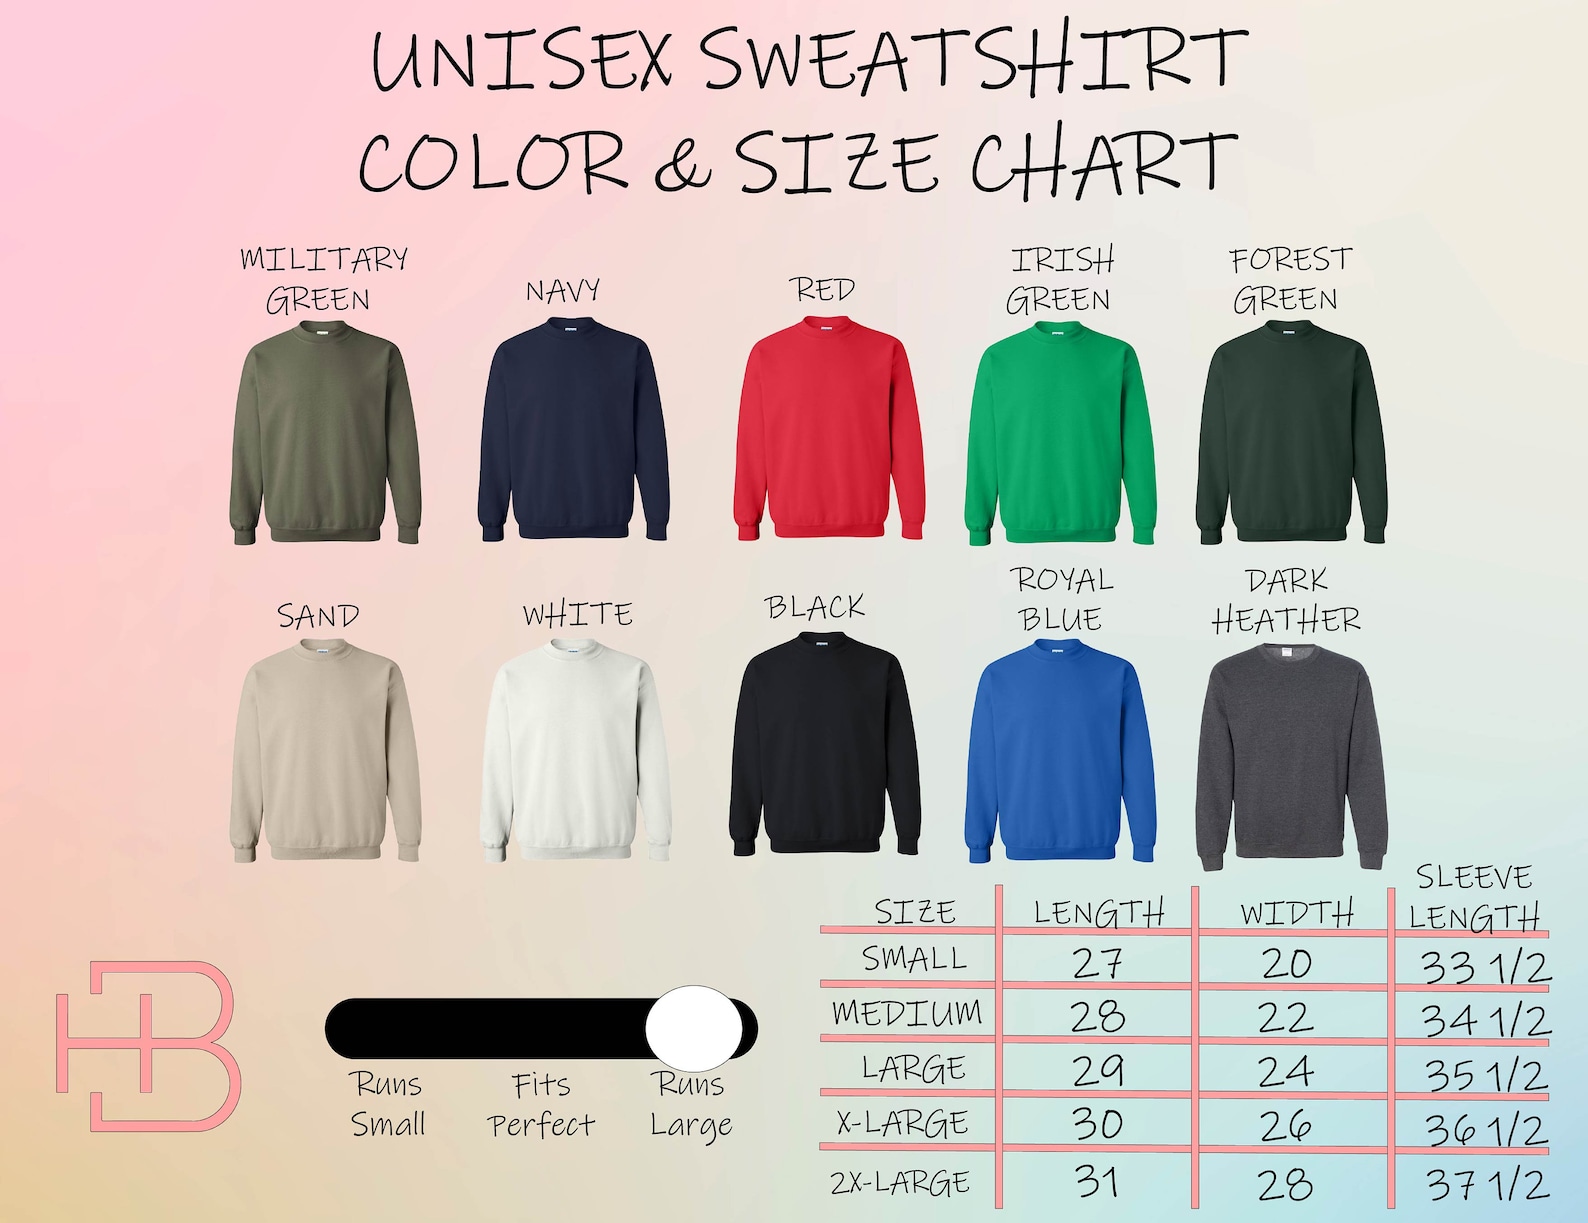 UNISEX SWEATSHIRT
COLOR & SIZE CHART
MILITARY
GREEN
NAVY
RED
IRISH
GREEN
FOREST
GREEN
SAND
WHITE
BLACK
ROYAL
BLUE
DARK
HEATHER
HB
Runs
Small
Fits
Perfect
Runs
Large
SIZE LENGTH WIDTH SLEEVE LENGTH
SMALL 27 20 33 1/2
MEDIUM 28 22 34 1/2
LARGE 29 24 35 1/2
X-LARGE 30 26 36 1/2
2X-LARGE 31 28 37 1/2